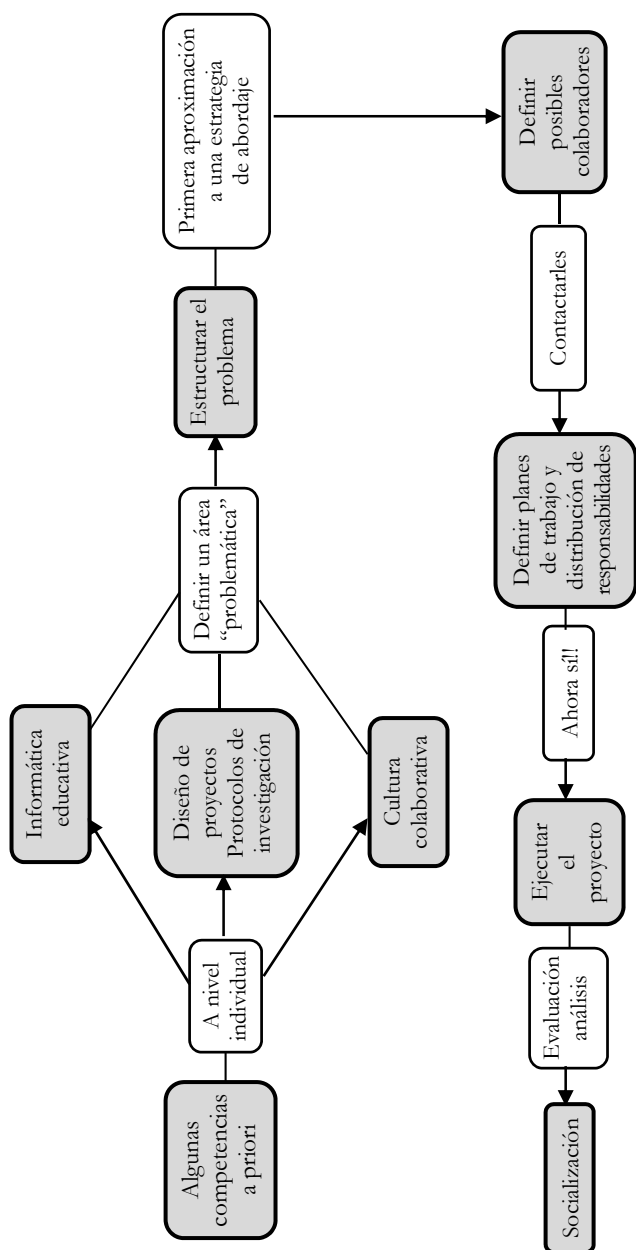 Algunas
competencias
a priori
A nivel
individual
Informática
educativa
Diseño de
proyectos
Protocolos de
investigación
Cultura
colaborativa
Definir un área
“problemática”
Estructurar el
problema
Primera aproximación
a una estrategia
de abordaje
Definir
posibles
colaboradores
Contactarles
Definir planes
de trabajo y
distribución de
responsabilidades
Ahora sí!!
Ejecutar
el
proyecto
Evaluación
análisis
Socialización